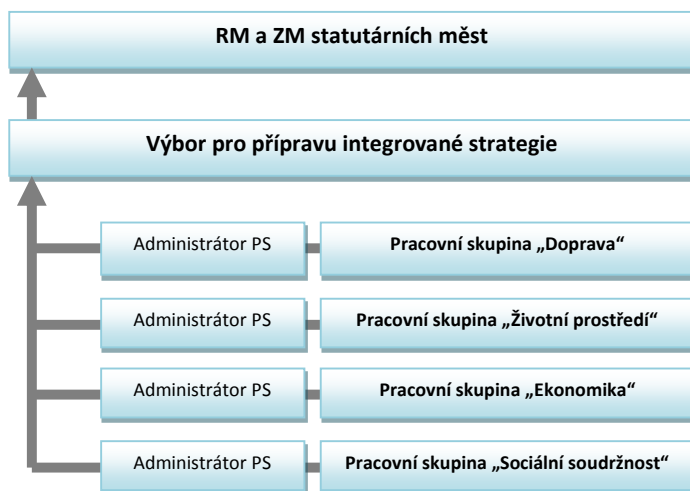 RM a ZM statutárních měst
Výbor pro přípravu integrované strategie
Administrátor PS
Pracovní skupina „Doprava“
Administrátor PS
Pracovní skupina „Životní prostředí“
Administrátor PS
Pracovní skupina „Ekonomika“
Administrátor PS
Pracovní skupina „Sociální soudržnost“